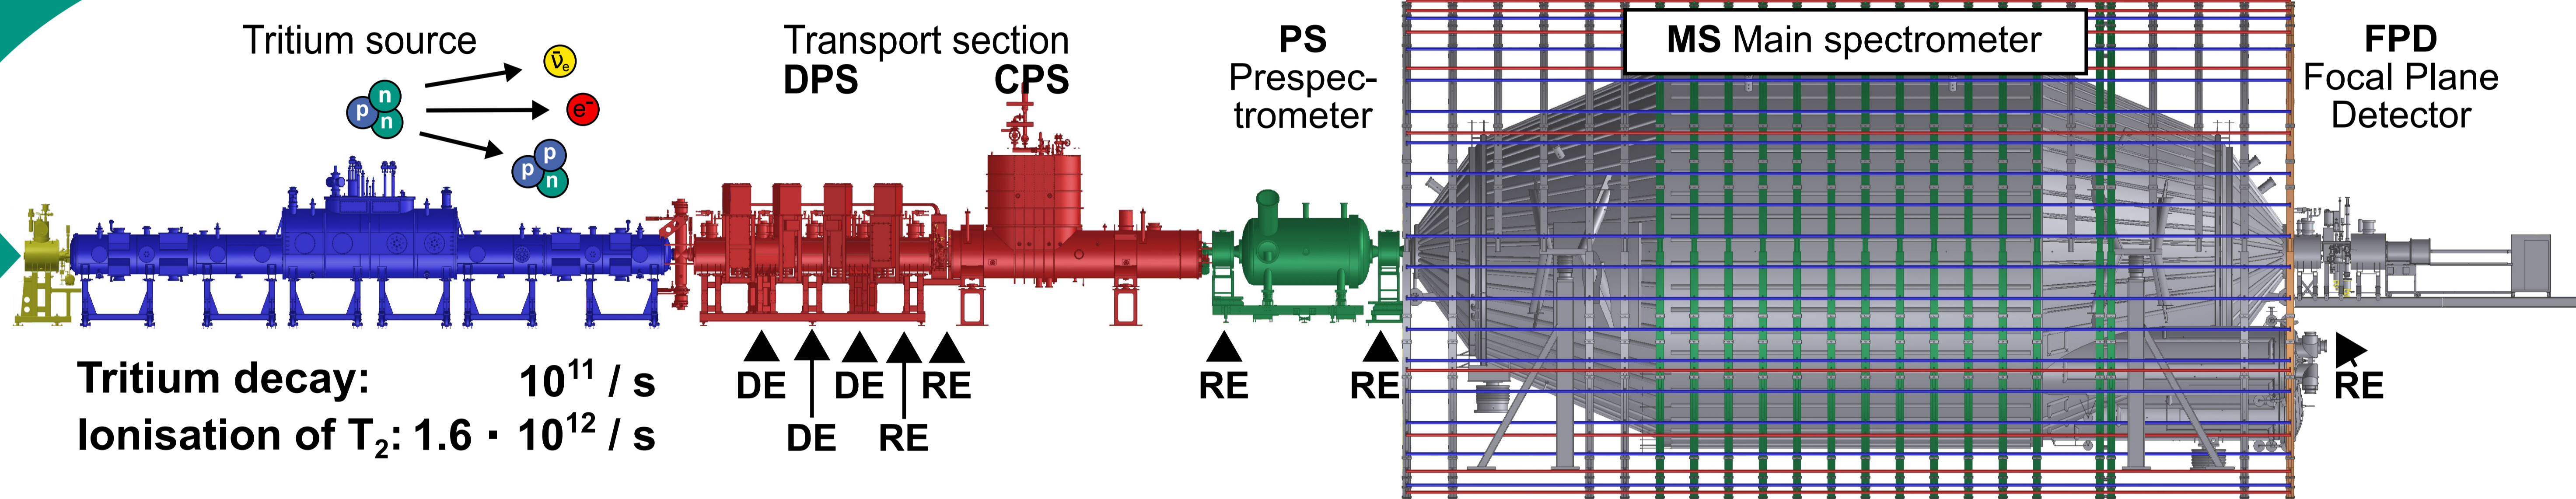 Tritium source
ν̄e
p
n
n
e⁻
p
p
n
Transport section
DPS
CPS
PS
Prespec-
trometer
MS Main spectrometer
FPD
Focal Plane
Detector
DE
DE
RE
DE
RE
RE
RE
RE
Tritium decay: 10¹¹ / s
Ionisation of T₂: 1.6 · 10¹² / s